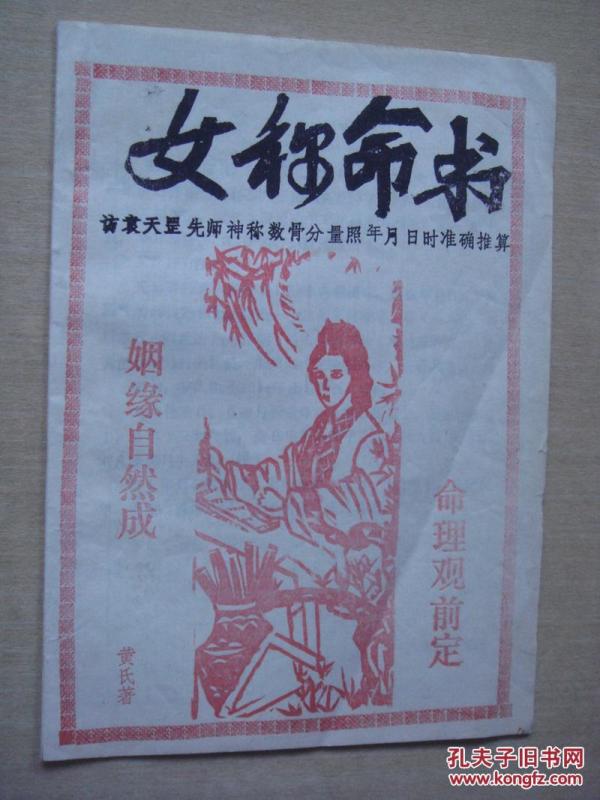 女称命书
访袁天罡先师神称数骨分量照年月日时准确推算
姻缘自然成
命理观前定
黄氏著
孔夫子旧书网
www.kongfz.com